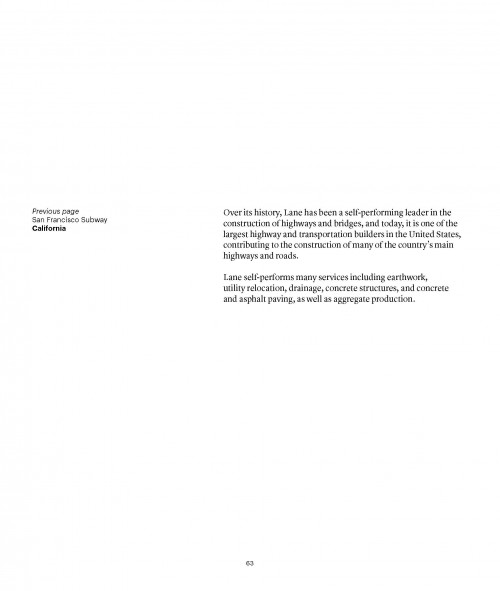 Previous page
San Francisco Subway
California
Over its history, Lane has been a self-performing leader in the
construction of highways and bridges, and today, it is one of the
largest highway and transportation builders in the United States,
contributing to the construction of many of the country’s main
highways and roads.
Lane self-performs many services including earthwork,
utility relocation, drainage, concrete structures, and concrete
and asphalt paving, as well as aggregate production.
63